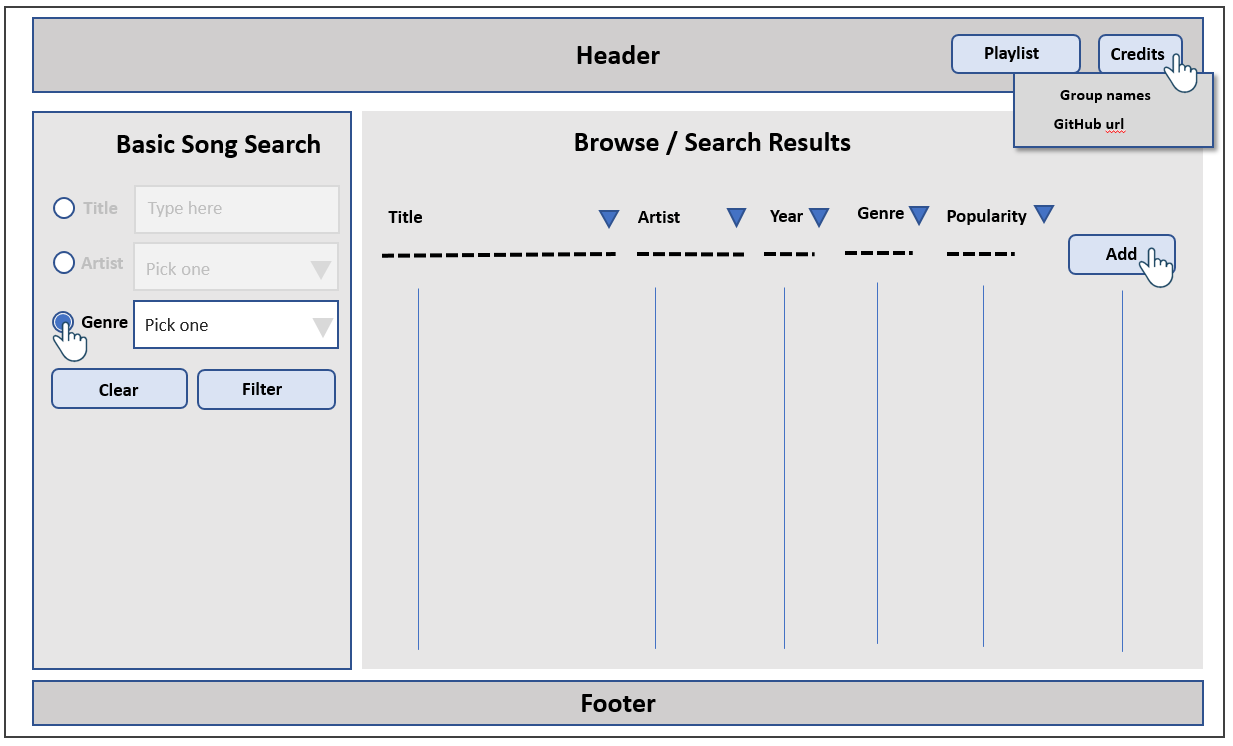 Header
Playlist
Credits
Group names
GitHub url
Basic Song Search
Title
Type here
Artist
Pick one
Genre
Pick one
Clear
Filter
Browse / Search Results
Title Artist Year Genre Popularity
Add
Footer